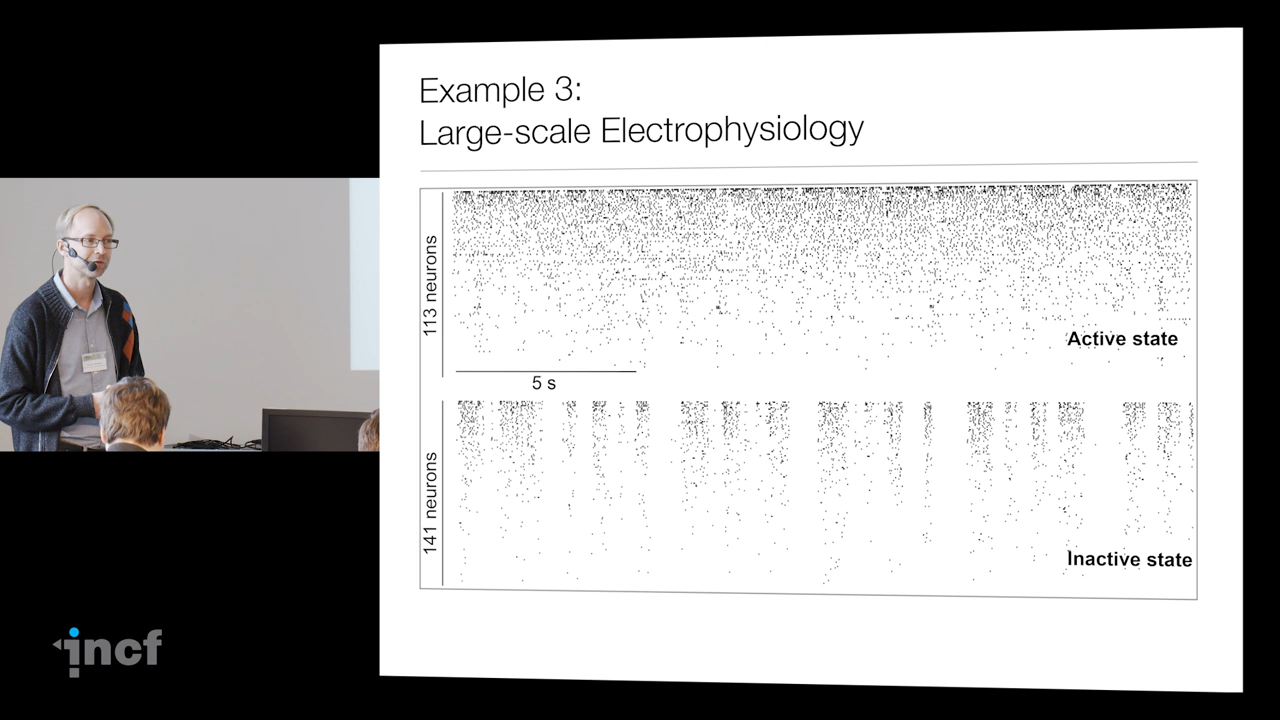 Example 3:
Large-scale Electrophysiology
113 neurons
Active state
5 s
141 neurons
Inactive state
incf